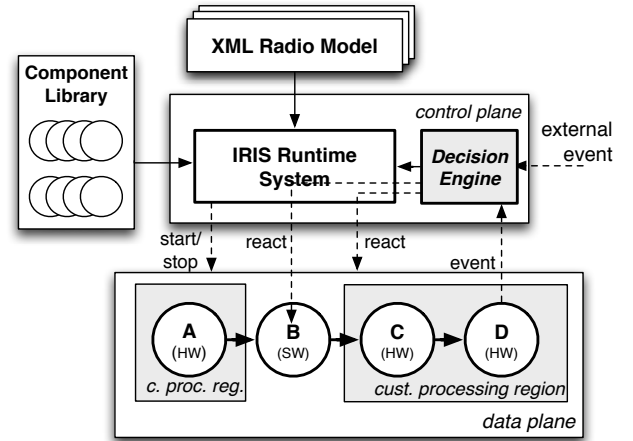 XML Radio Model
Component
Library
control plane
IRIS Runtime
System
Decision
Engine
external
event
start/
stop
react
react
event
A
(HW)
B
(SW)
C
(HW)
D
(HW)
c. proc. reg.
cust. processing region
data plane